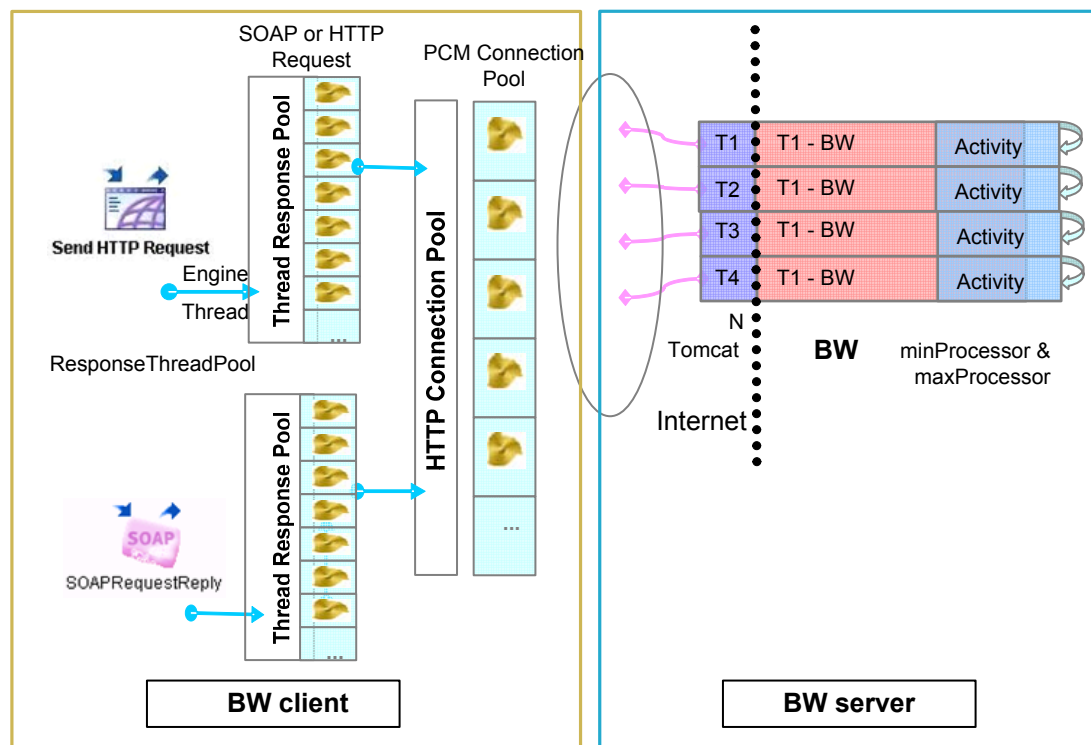 SOAP or HTTP
Request
PCM Connection
Pool
Thread Response Pool
...
Send HTTP Request
Engine
Thread
ResponseThreadPool
HTTP Connection Pool
...
Thread Response Pool
...
SOAP
SOAPRequestReply
BW client
T1
T1 - BW
Activity
T2
T1 - BW
Activity
T3
T1 - BW
Activity
T4
T1 - BW
Activity
N
Tomcat
BW
minProcessor &
maxProcessor
Internet
BW server